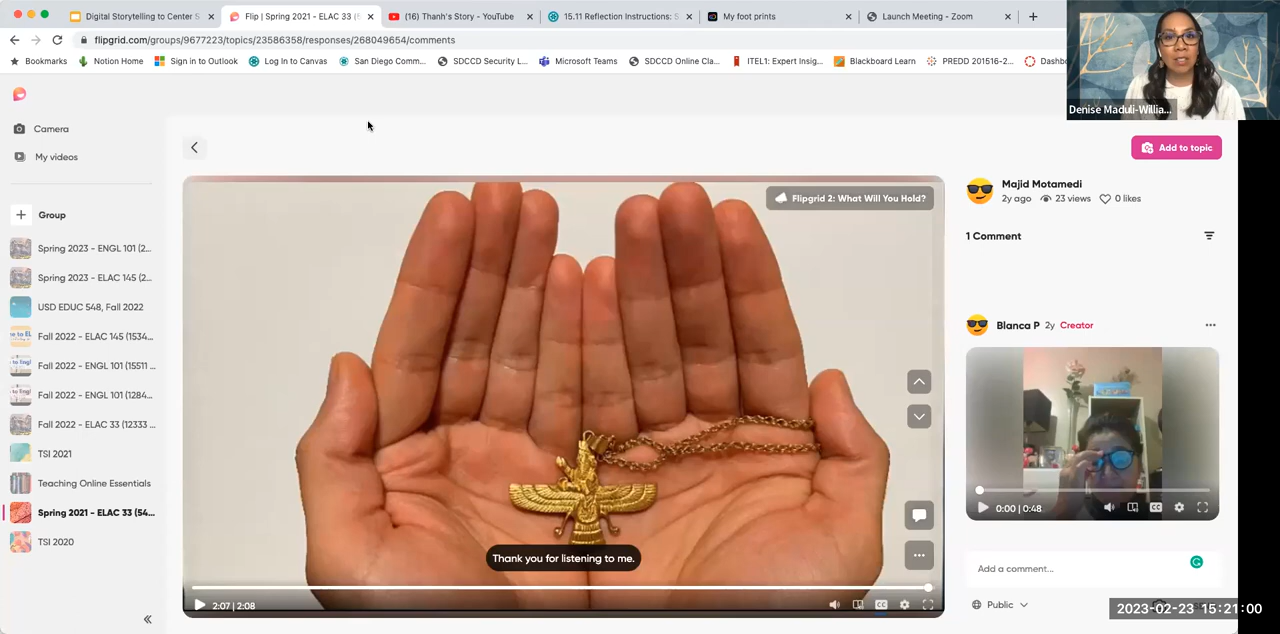 Digital Storytelling to Center S
Flip | Spring 2021 - ELAC 33 (5
(16) Thanh's Story - YouTube
15.11 Reflection Instructions: S
My foot prints
Launch Meeting - Zoom
flipgrid.com/groups/9677223/topics/23586358/responses/268049654/comments
Bookmarks
Notion Home
Sign in to Outlook
Log In to Canvas
San Diego Comm...
SDCCD Security L...
Microsoft Teams
SDCCD Online Cla...
ITEL1: Expert Insig...
Blackboard Learn
PREDD 201516-2...
Dashbo
Denise Maduli-Willia...
Camera
My videos
Group
Spring 2023 - ENGL 101 (2...
Spring 2023 - ELAC 145 (2...
USD EDUC 548, Fall 2022
Fall 2022 - ELAC 145 (1534...
Fall 2022 - ENGL 101 (15511 ...
Fall 2022 - ENGL 101 (1284...
Fall 2022 - ELAC 33 (12333 ...
TSI 2021
Teaching Online Essentials
Spring 2021 - ELAC 33 (54...
TSI 2020
Flipgrid 2: What Will You Hold?
Thank you for listening to me.
2:07 | 2:08
CC
Add to topic
Majid Motamedi
2y ago 23 views 0 likes
1 Comment
Blanca P 2y Creator
0:00 | 0:48
CC
Add a comment...
Public
2023-02-23 15:21:00